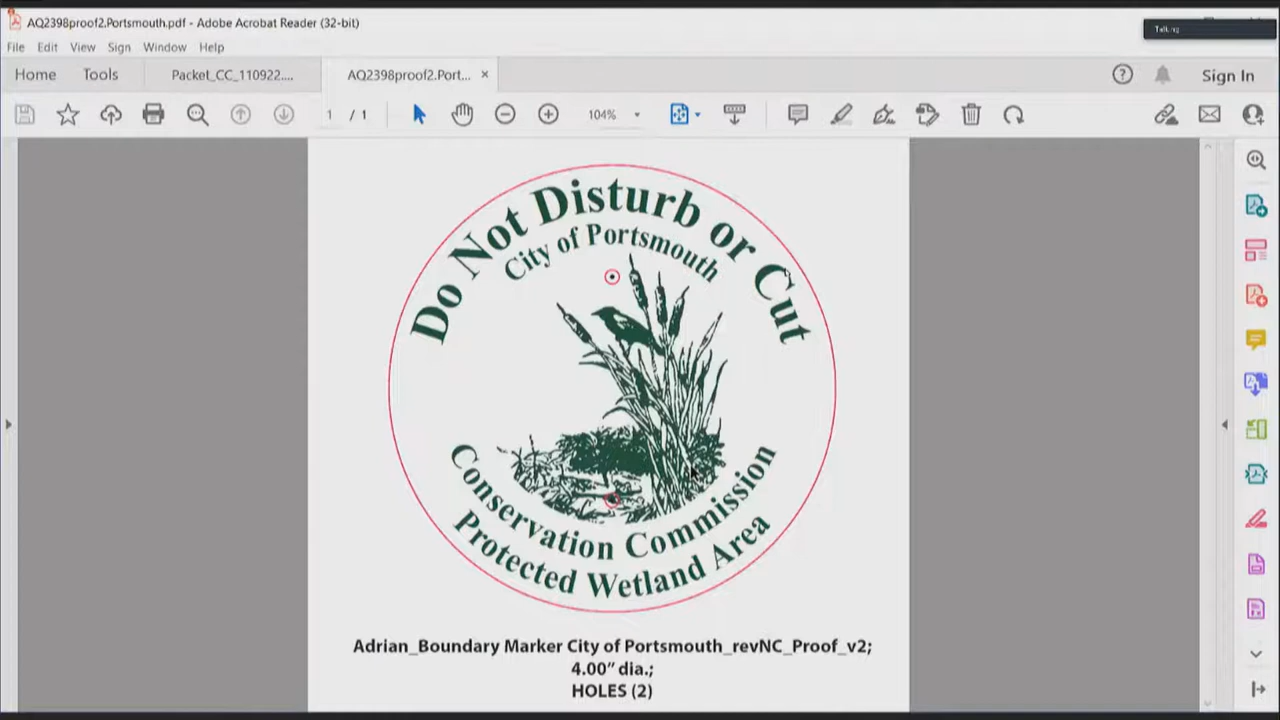 AQ2398proof2.Portsmouth.pdf - Adobe Acrobat Reader (32-bit)
Talking:
File Edit View Sign Window Help
Home Tools Packet_CC_110922.... AQ2398proof2.Port... × Sign In
1 / 1 104%
Do Not Disturb or Cut
City of Portsmouth
Conservation Commission
Protected Wetland Area
Adrian_Boundary Marker City of Portsmouth_revNC_Proof_v2;
4.00” dia.;
HOLES (2)